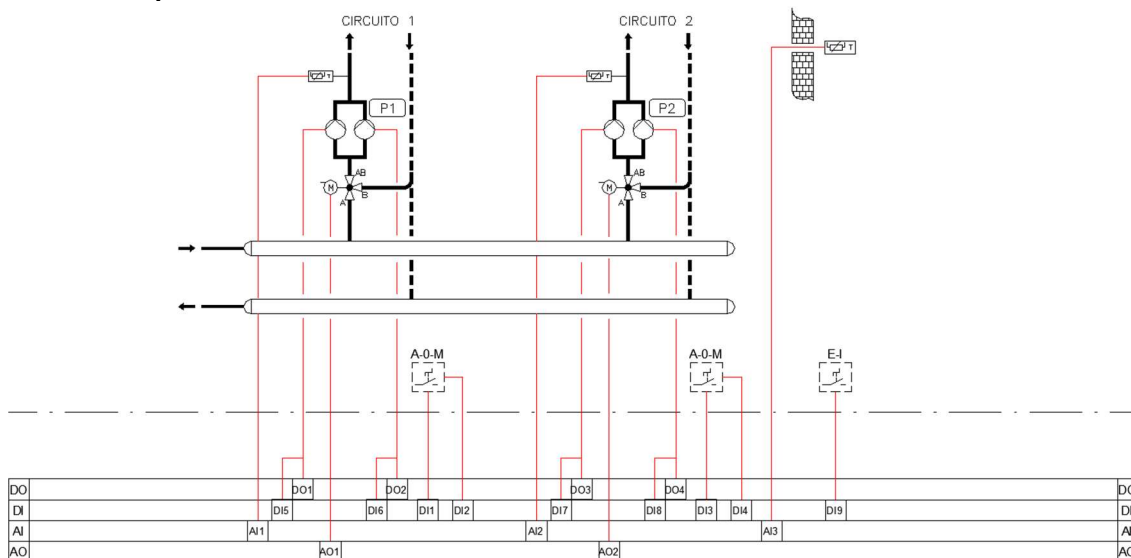 CIRCUITO 1
CIRCUITO 2
T
T
T
P1
P2
AB
M
B
A
AB
M
B
A
A-0-M
A-0-M
E-I
DO
DO1
DO2
DO3
DO4
DO
DI
DI5
DI6
DI1
DI2
DI7
DI8
DI3
DI4
DI9
DI
AI
AI1
AI2
AI3
AI
AO
AO1
AO2
AO